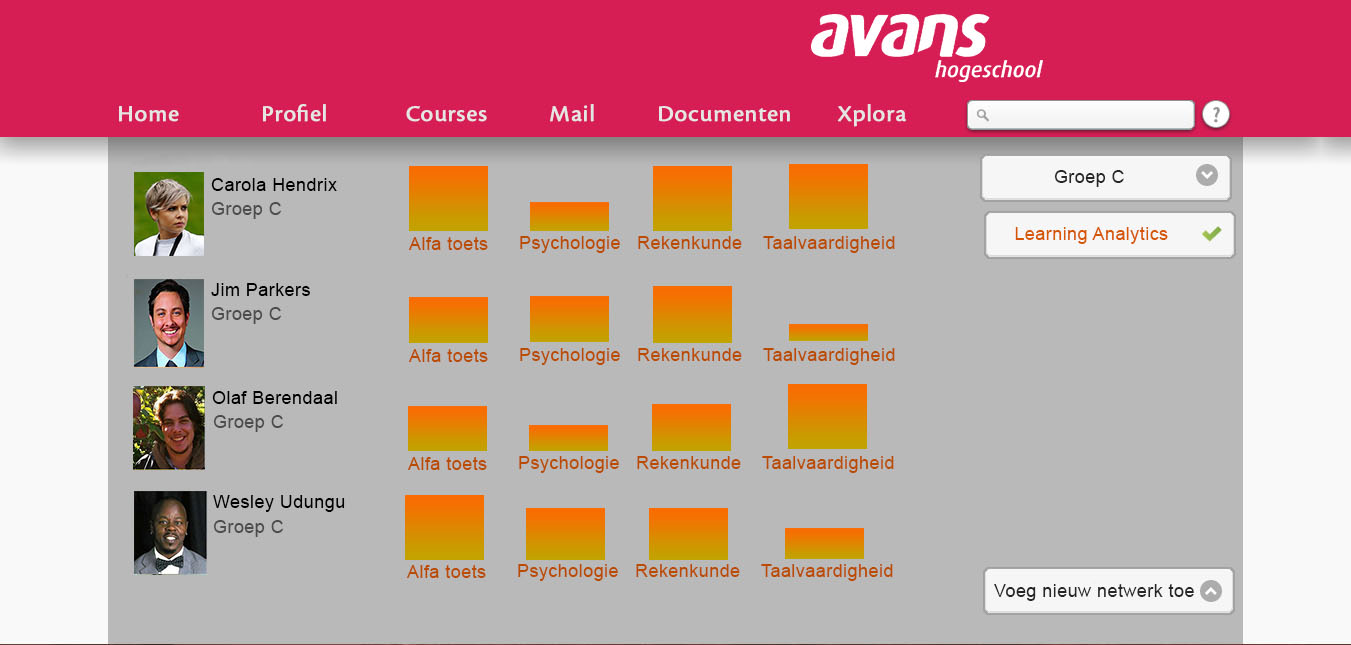 avans
hogeschool
Home Profiel Courses Mail Documenten Xplora ?
Carola Hendrix
Groep C
Alfa toets Psychologie Rekenkunde Taalvaardigheid
Groep C
Learning Analytics
Jim Parkers
Groep C
Alfa toets Psychologie Rekenkunde Taalvaardigheid
Olaf Berendaal
Groep C
Alfa toets Psychologie Rekenkunde Taalvaardigheid
Wesley Udungu
Groep C
Alfa toets Psychologie Rekenkunde Taalvaardigheid
Voeg nieuw netwerk toe